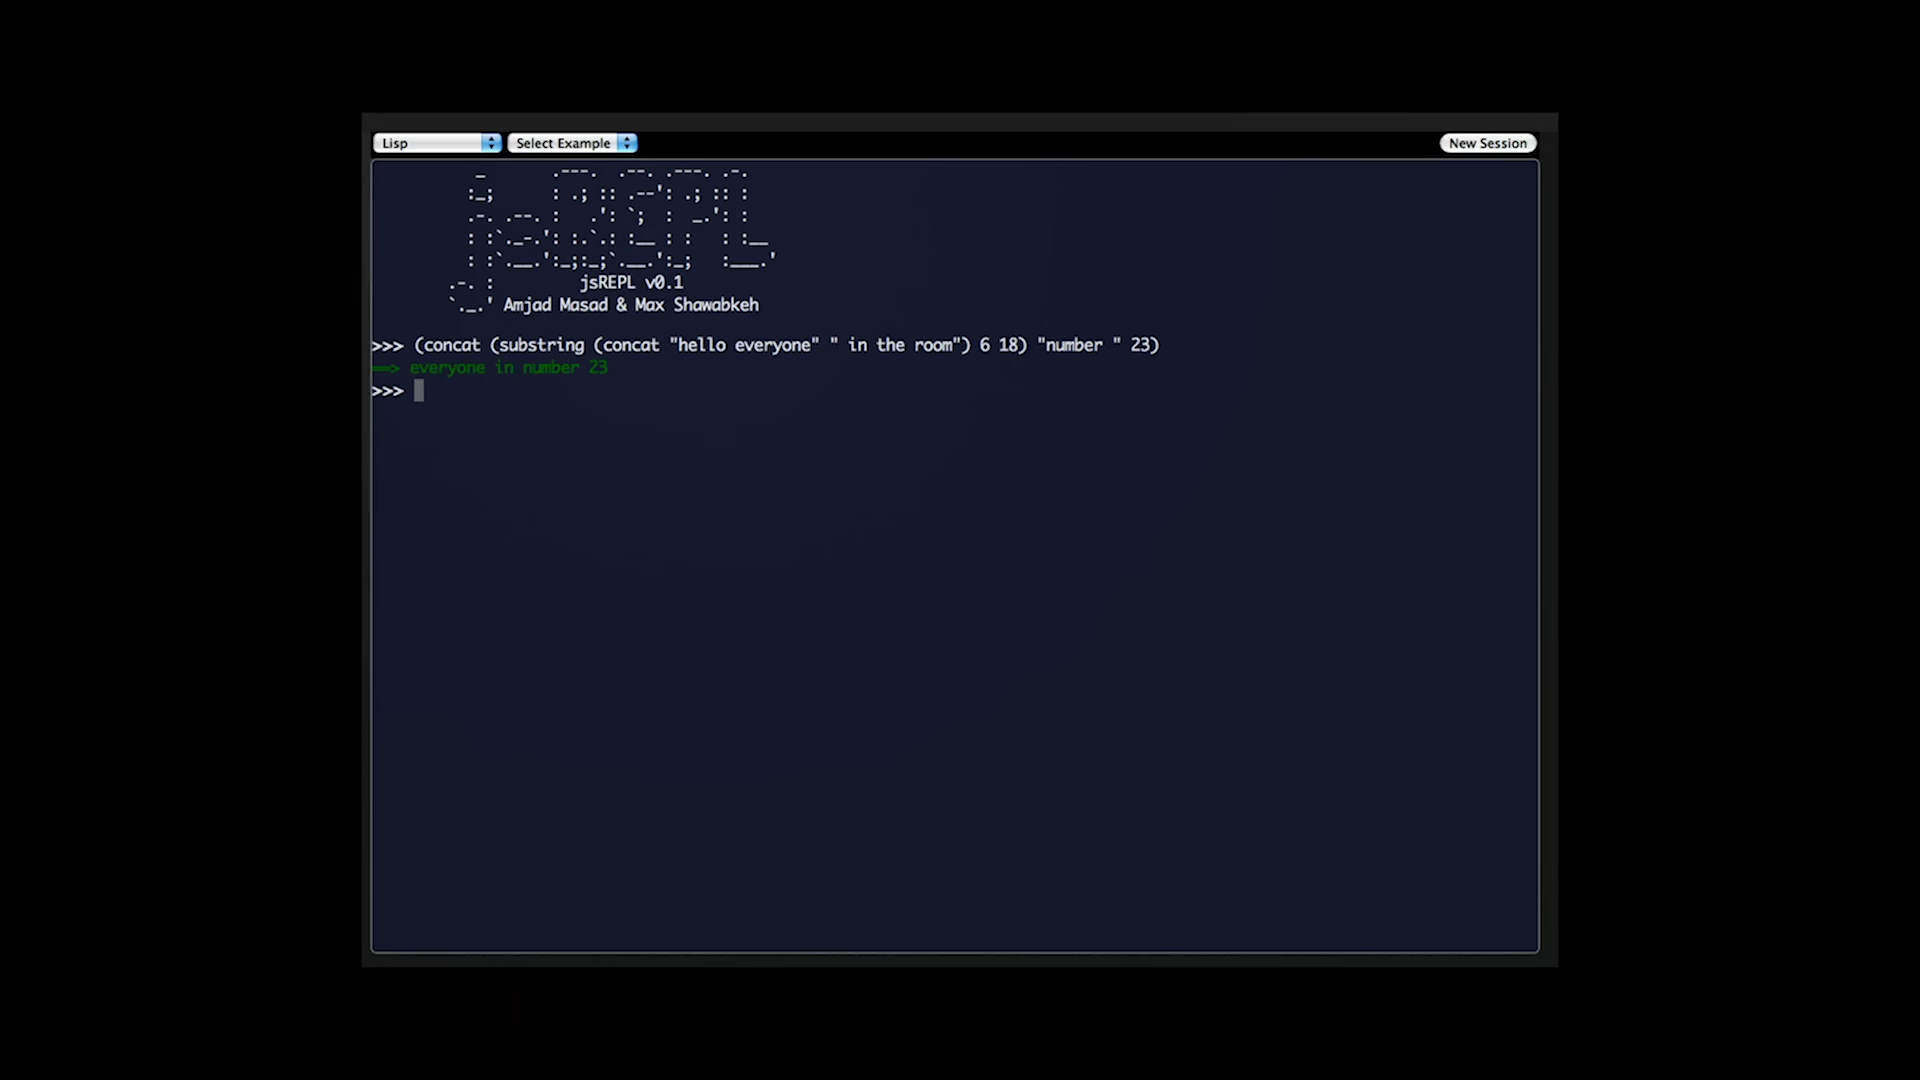 Lisp Select Example New Session
jsREPL v0.1
Amjad Masad & Max Shawabkeh
>>> (concat (substring (concat "hello everyone" " in the room") 6 18) "number " 23)
==> everyone in number 23
>>>